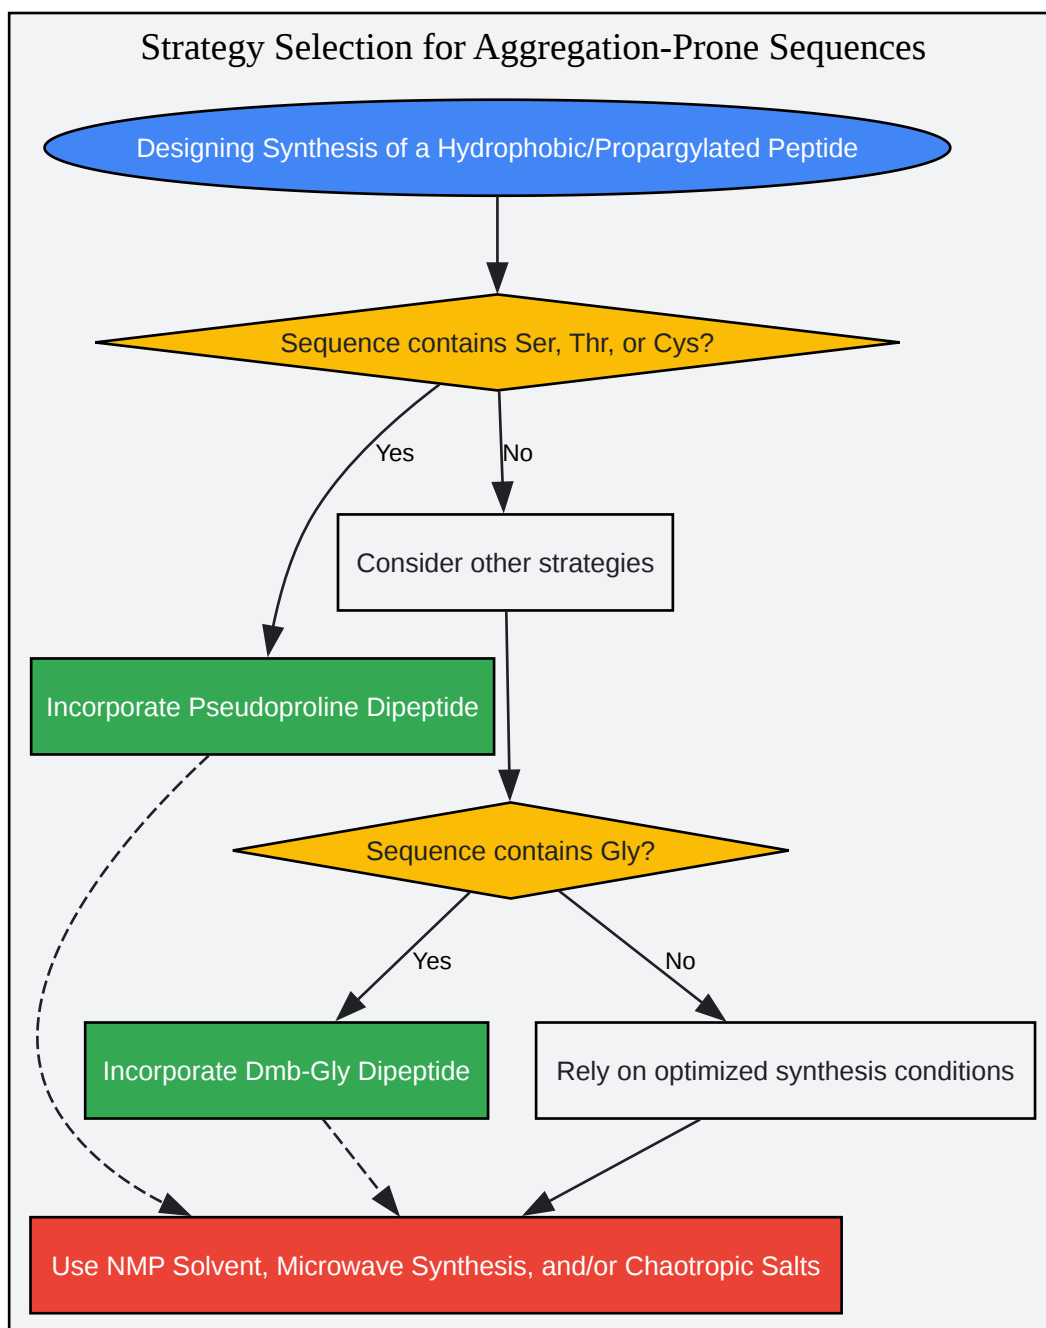 Strategy Selection for Aggregation-Prone Sequences
Designing Synthesis of a Hydrophobic/Propargylated Peptide
Sequence contains Ser, Thr, or Cys?
Yes
No
Consider other strategies
Incorporate Pseudoproline Dipeptide
Sequence contains Gly?
Yes
No
Incorporate Dmb-Gly Dipeptide
Rely on optimized synthesis conditions
Use NMP Solvent, Microwave Synthesis, and/or Chaotropic Salts